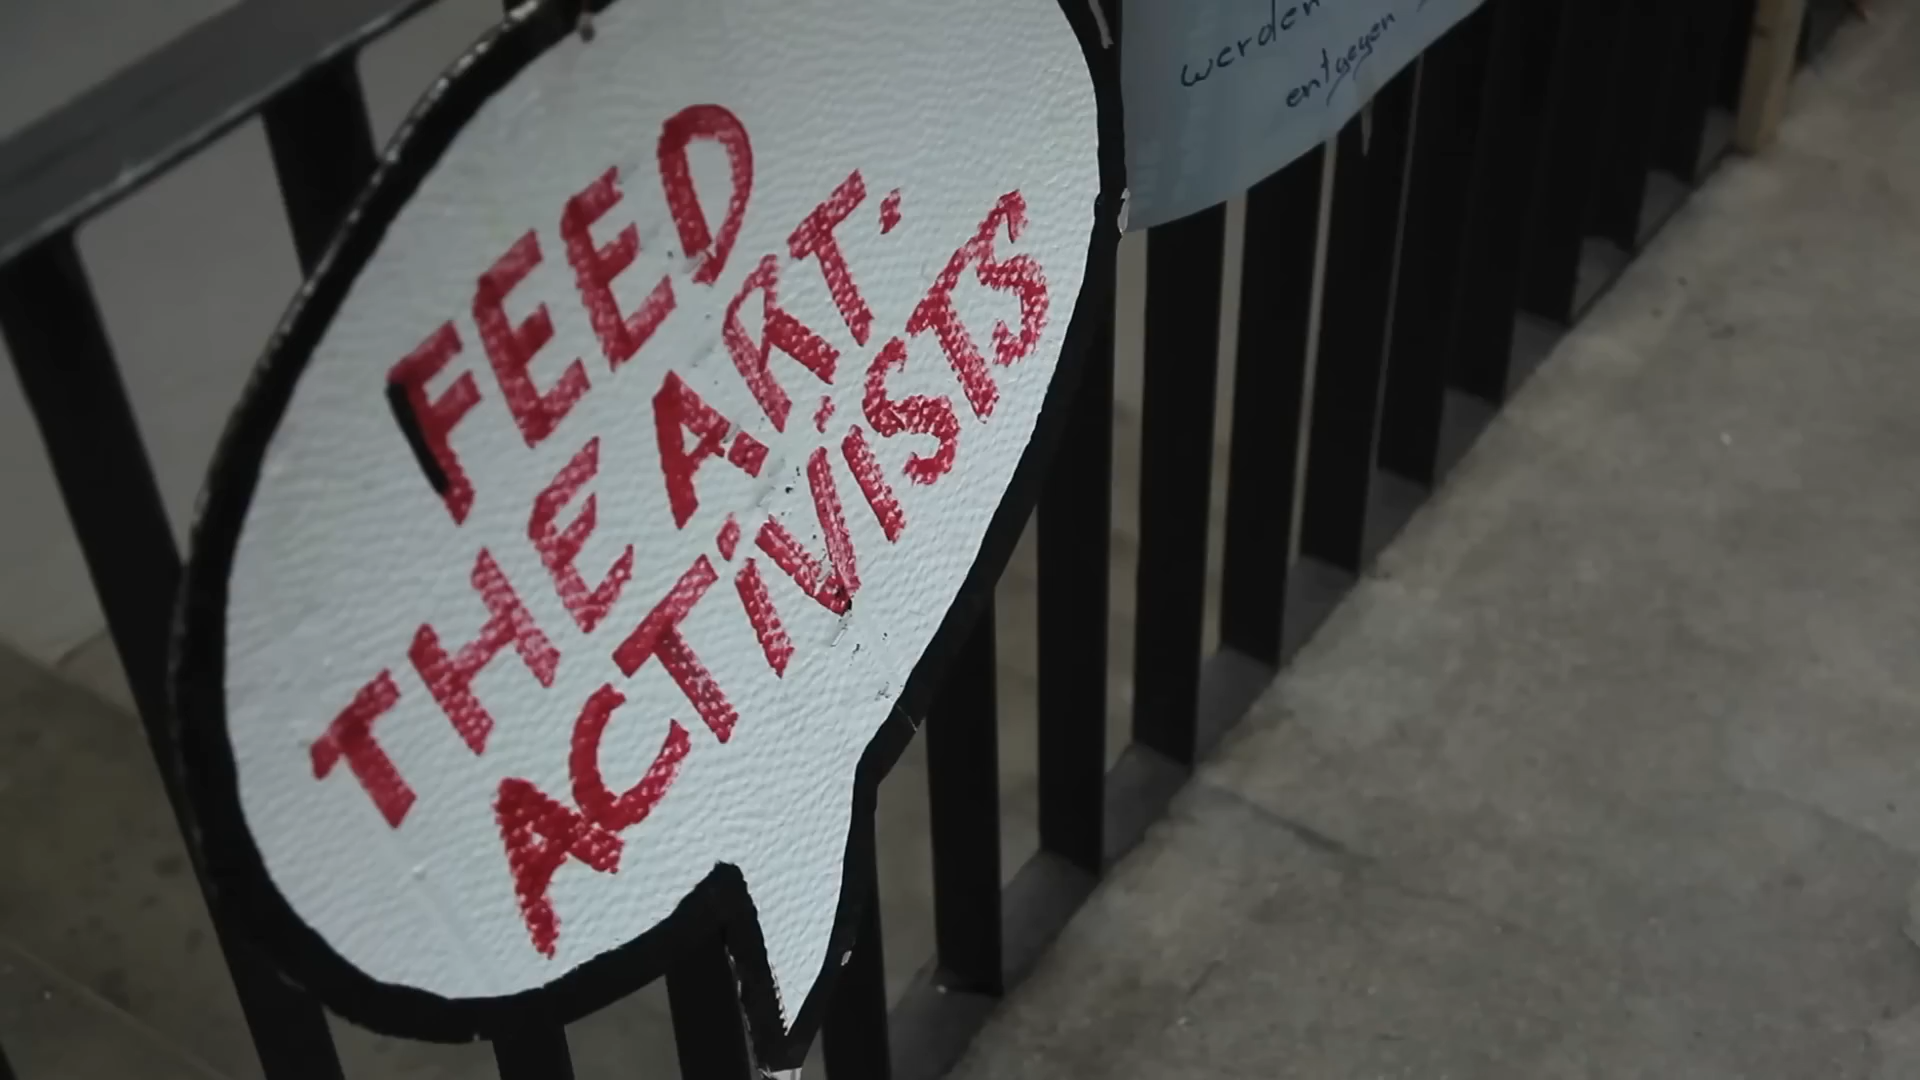 FEED
THE ART·
ACTIVISTS
werden
entgegen